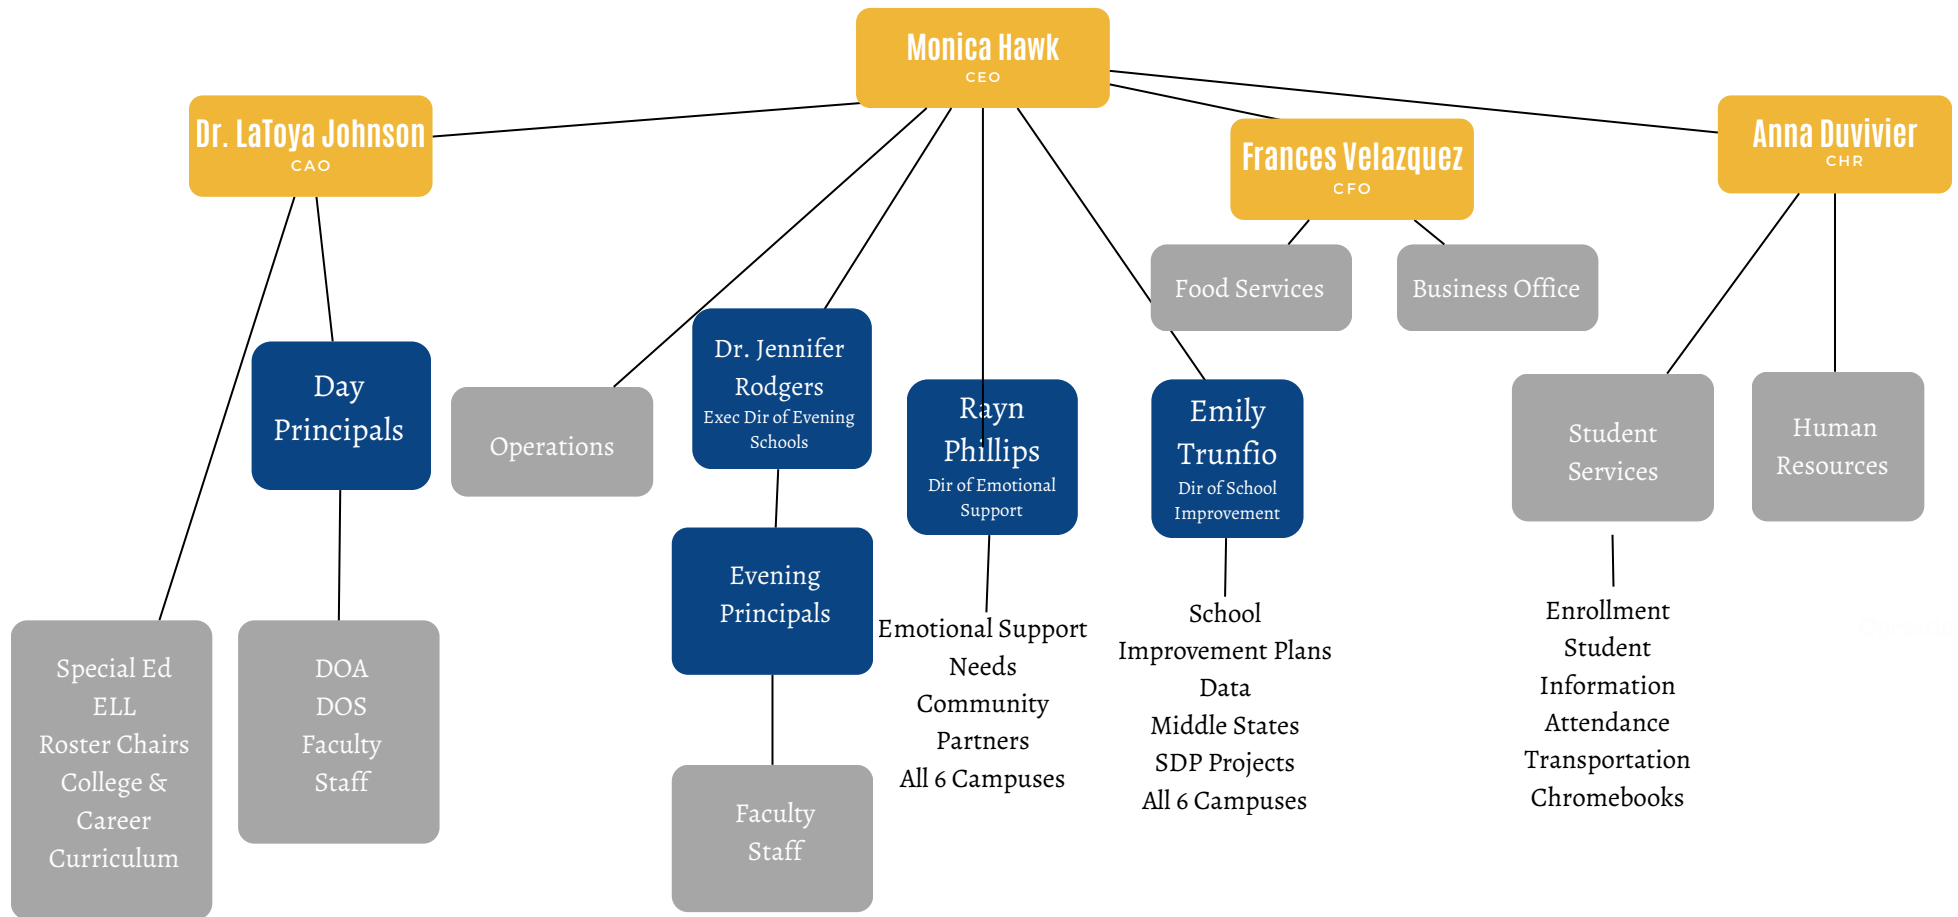 Monica Hawk
CEO
Dr. LaToya Johnson
CAO
Frances Velazquez
CFO
Anna Duvivier
CHR
Food Services
Business Office
Day
Principals
Operations
Dr. Jennifer
Rodgers
Exec Dir of Evening
Schools
Rayn
Phillips
Dir of Emotional
Support
Emily
Trunfio
Dir of School
Improvement
Student
Services
Human
Resources
Evening
Principals
Special Ed
ELL
Roster Chairs
College &
Career
Curriculum
DOA
DOS
Faculty
Staff
Faculty
Staff
Emotional Support
Needs
Community
Partners
All 6 Campuses
School
Improvement Plans
Data
Middle States
SDP Projects
All 6 Campuses
Enrollment
Student
Information
Attendance
Transportation
Chromebooks